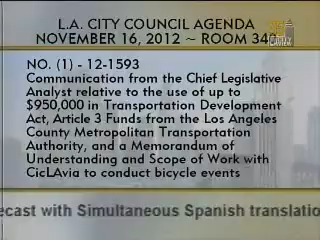 L.A. CITY COUNCIL AGENDA
NOVEMBER 16, 2012 ~ ROOM 340
NO. (1) - 12-1593
Communication from the Chief Legislative
Analyst relative to the use of up to
$950,000 in Transportation Development
Act, Article 3 Funds from the Los Angeles
County Metropolitan Transportation
Authority, and a Memorandum of
Understanding and Scope of Work with
CicLAvia to conduct bicycle events
ecast with Simultaneous Spanish translatio